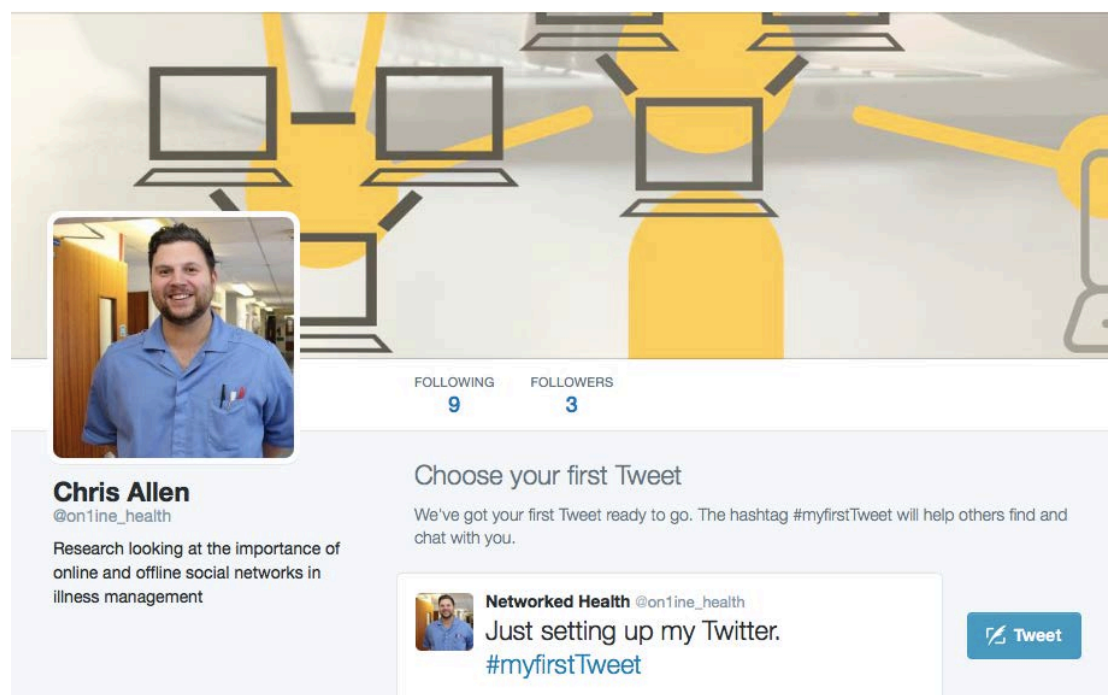 FOLLOWING
9
FOLLOWERS
3
Chris Allen
@on1ine_health
Research looking at the importance of
online and offline social networks in
illness management
Choose your first Tweet
We've got your first Tweet ready to go. The hashtag #myfirstTweet will help others find and
chat with you.
Networked Health @on1ine_health
Just setting up my Twitter.
#myfirstTweet
Tweet